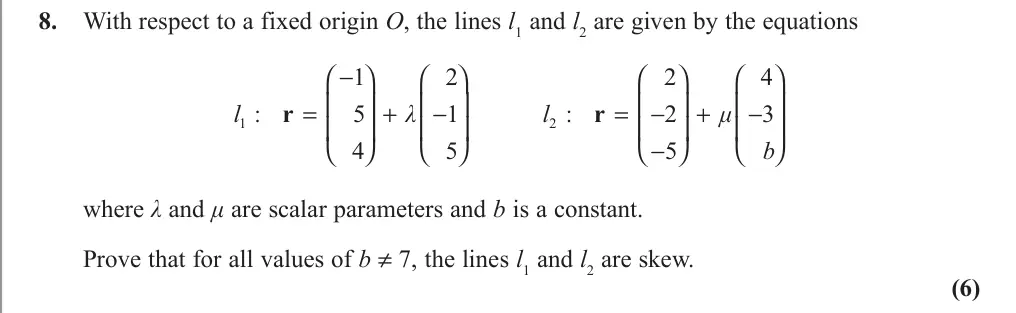 8. With respect to a fixed origin O, the lines l₁ and l₂ are given by the equations
l₁ : r = (−1, 5, 4) + λ(2, −1, 5)    l₂ : r = (2, −2, −5) + μ(4, −3, b)
where λ and μ are scalar parameters and b is a constant.
Prove that for all values of b ≠ 7, the lines l₁ and l₂ are skew.
(6)